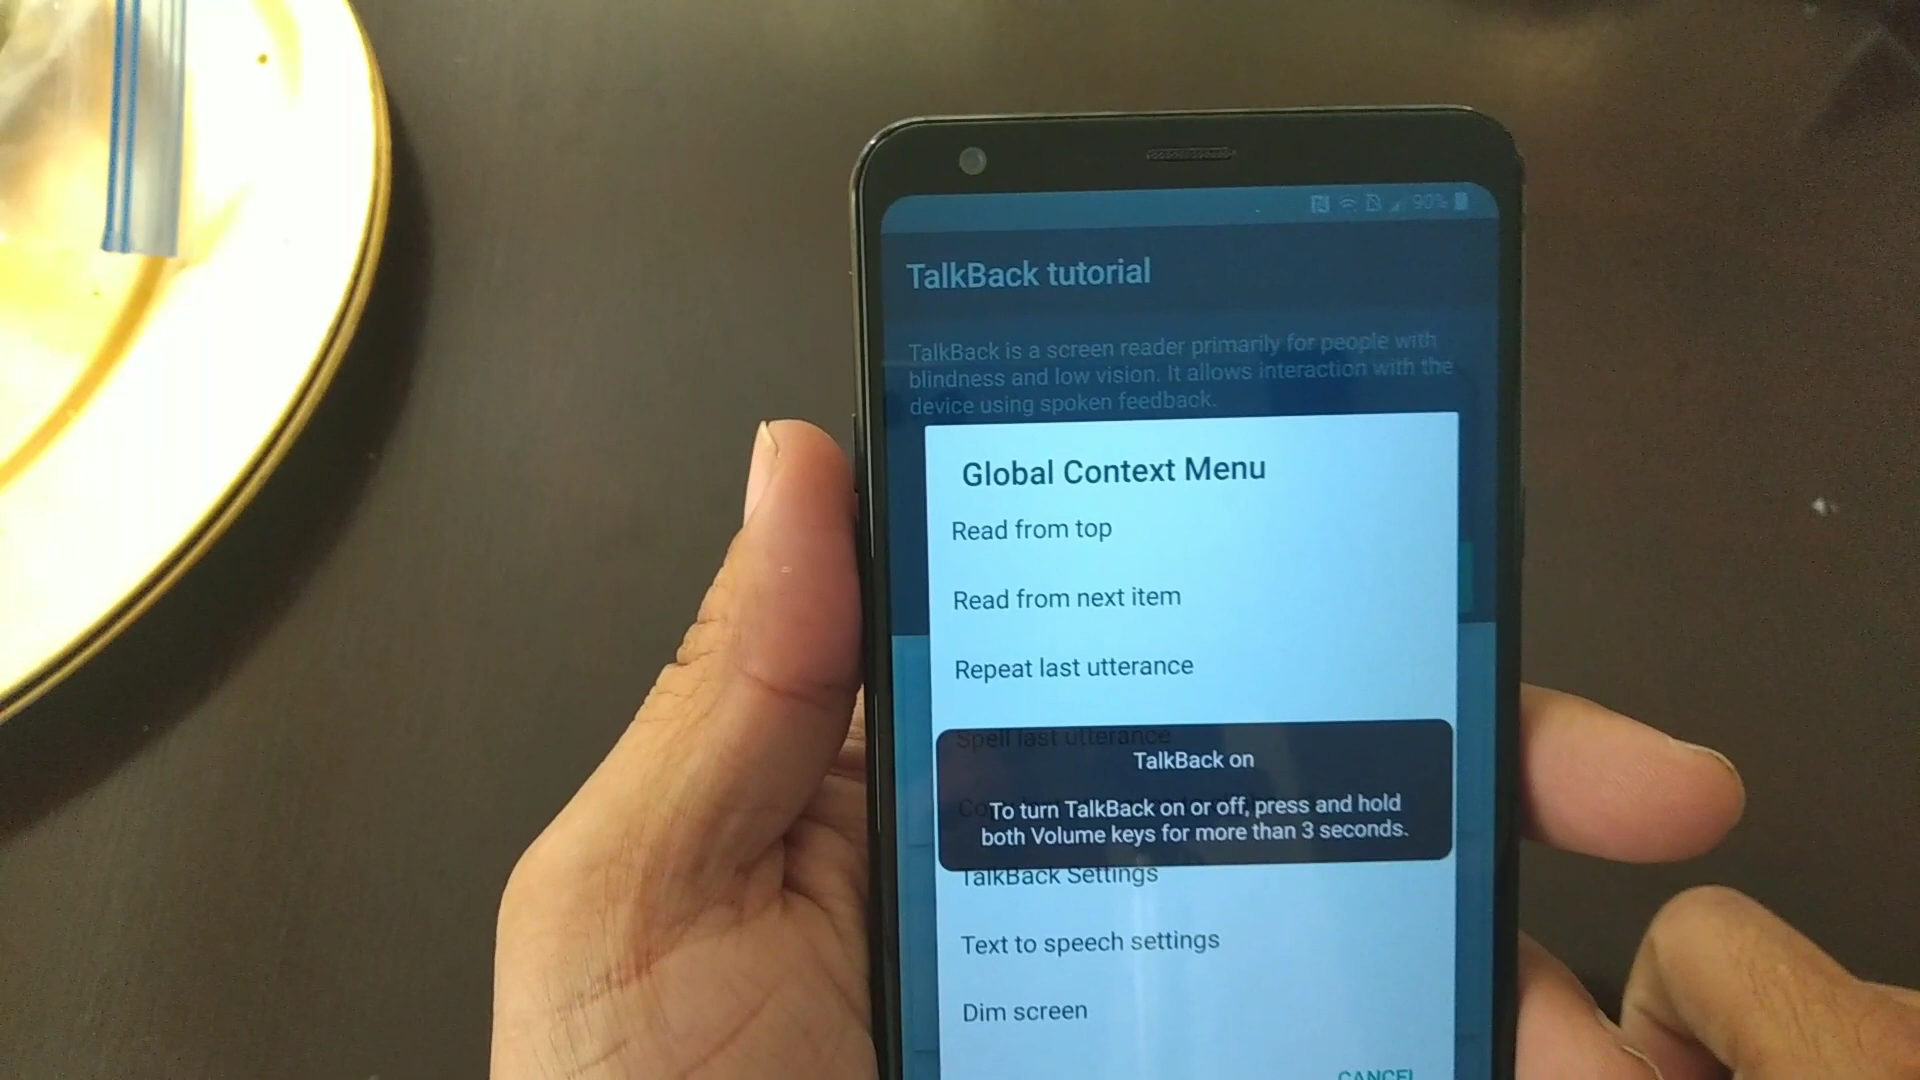 90%
TalkBack tutorial
TalkBack is a screen reader primarily for people with
blindness and low vision. It allows interaction with the
device using spoken feedback.
Global Context Menu
Read from top
Read from next item
Repeat last utterance
Spell last utterance
TalkBack on
To turn TalkBack on or off, press and hold
both Volume keys for more than 3 seconds.
TalkBack Settings
Text to speech settings
Dim screen
CANCEL